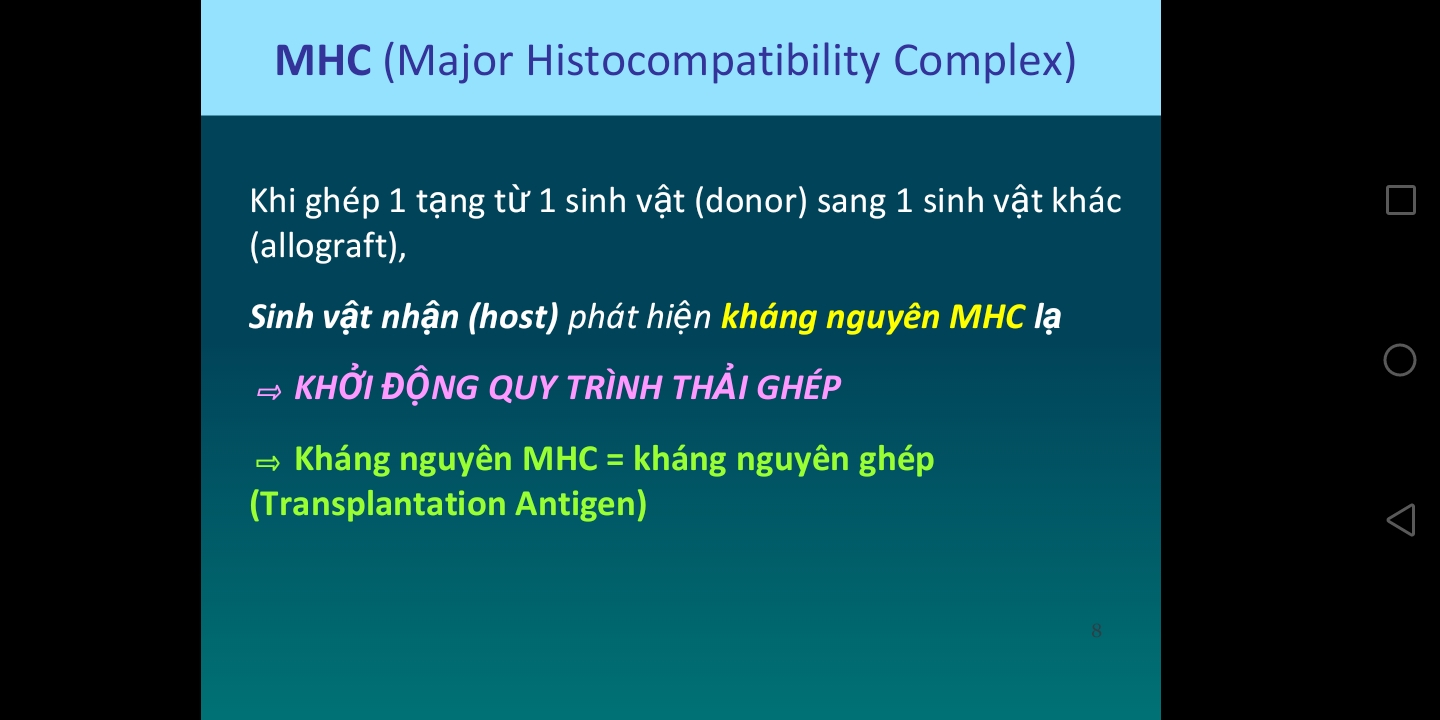 MHC (Major Histocompatibility Complex)
Khi ghép 1 tạng từ 1 sinh vật (donor) sang 1 sinh vật khác
(allograft),
Sinh vật nhận (host) phát hiện kháng nguyên MHC lạ
⇨ KHỞI ĐỘNG QUY TRÌNH THẢI GHÉP
⇨ Kháng nguyên MHC = kháng nguyên ghép
(Transplantation Antigen)
8